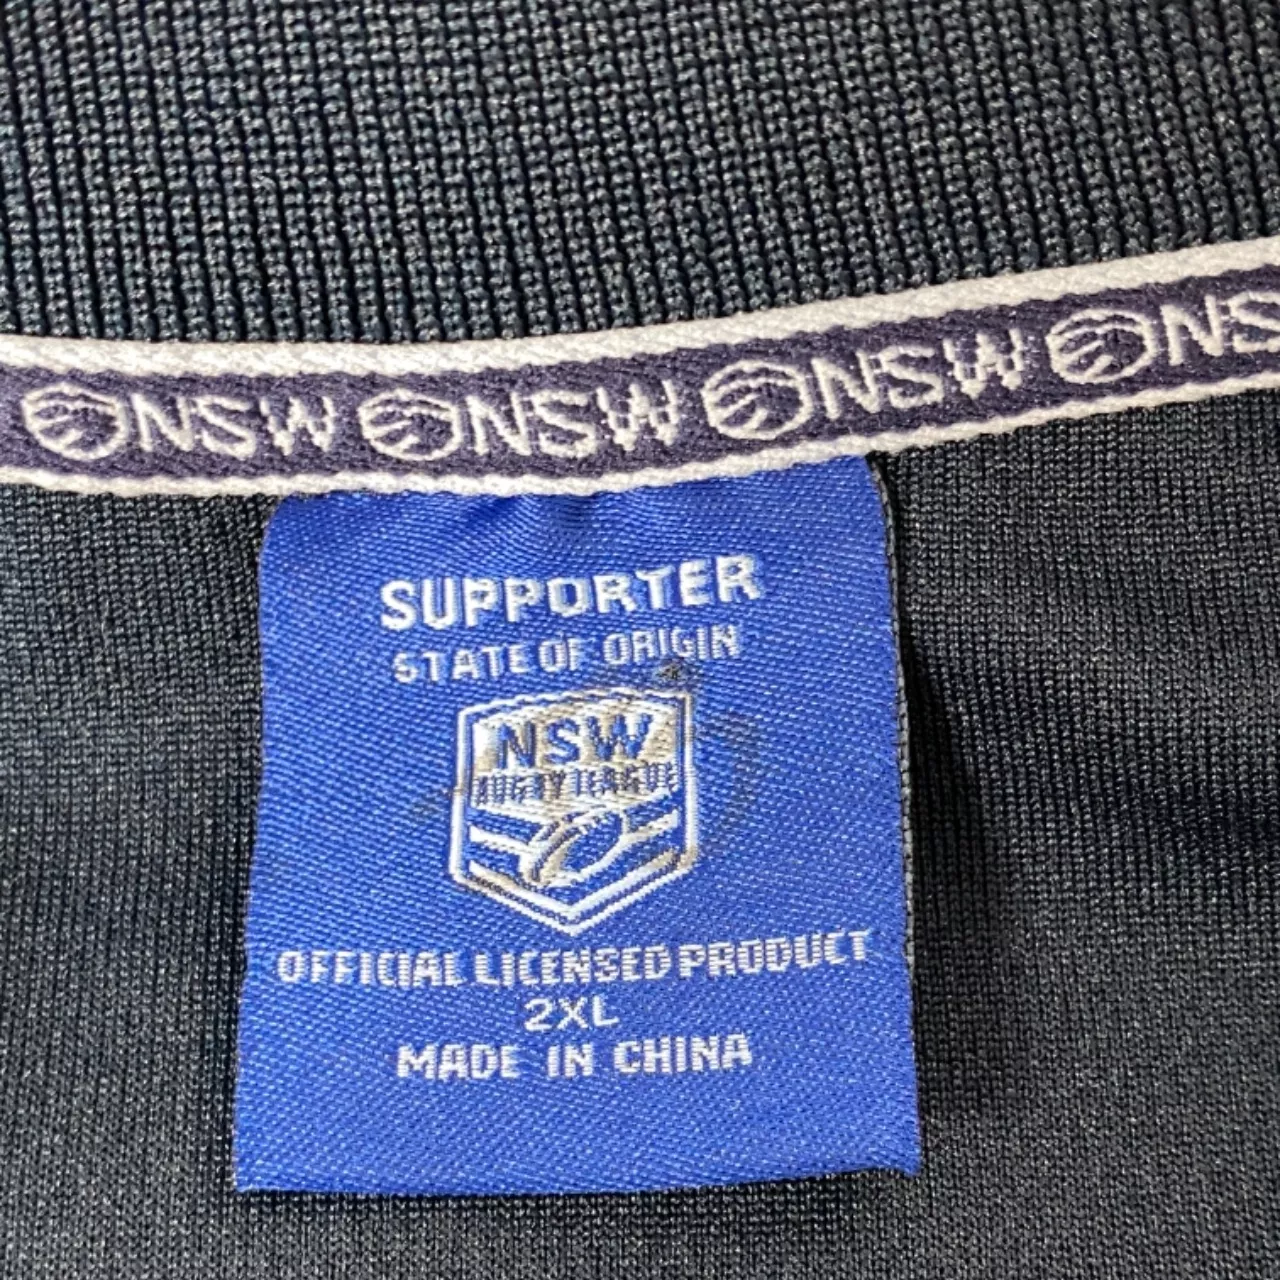 NSW NSW NSW NS
SUPPORTER
STATE OF ORIGIN
NSW
RUGBY LEAGUE
OFFICIAL LICENSED PRODUCT
2XL
MADE IN CHINA